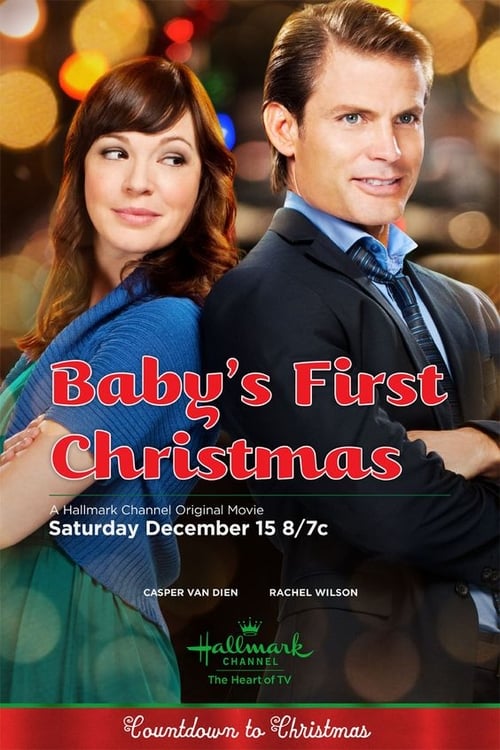 Baby's First
Christmas
A Hallmark Channel Original Movie
Saturday December 15 8/7c
CASPER VAN DIEN RACHEL WILSON
Hallmark
CHANNEL
The Heart of TV
Countdown to Christmas